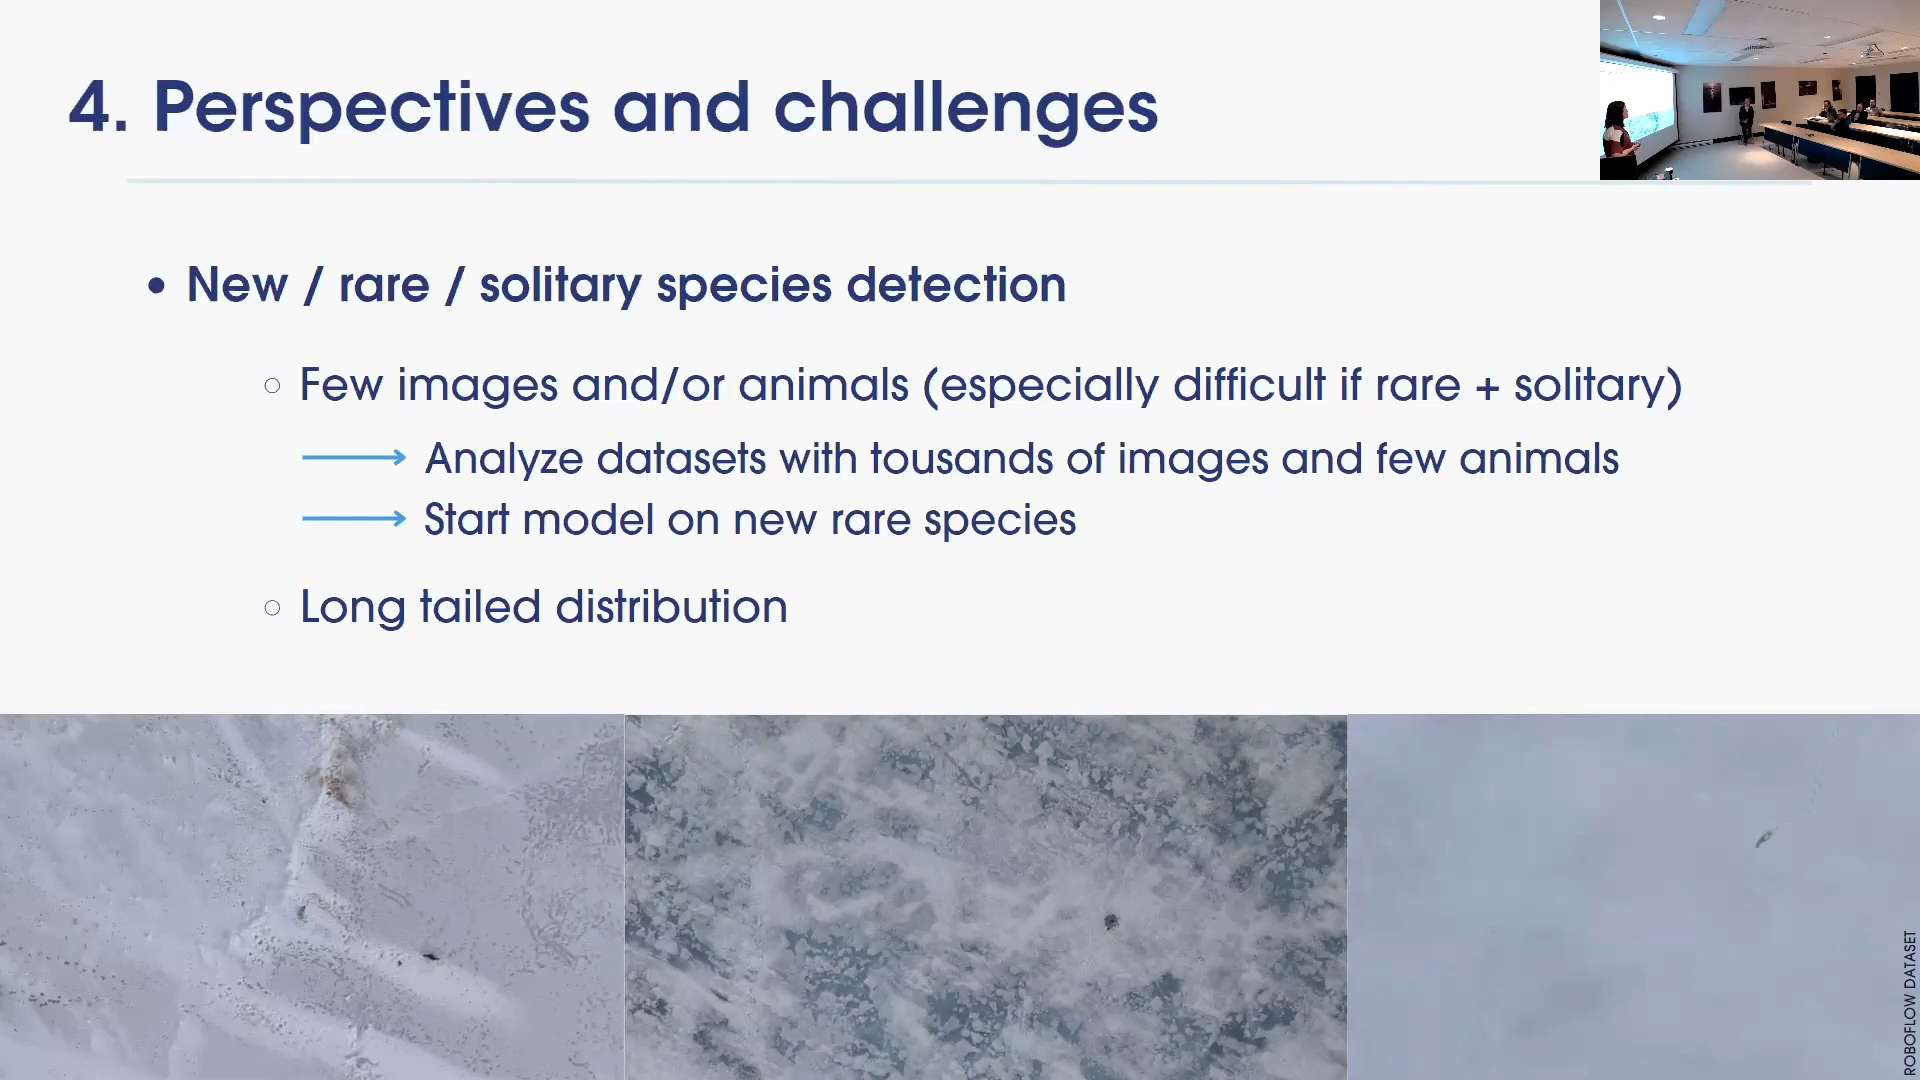 4. Perspectives and challenges
• New / rare / solitary species detection
○ Few images and/or animals (especially difficult if rare + solitary)
Analyze datasets with tousands of images and few animals
Start model on new rare species
○ Long tailed distribution
ROBOFLOW DATASET